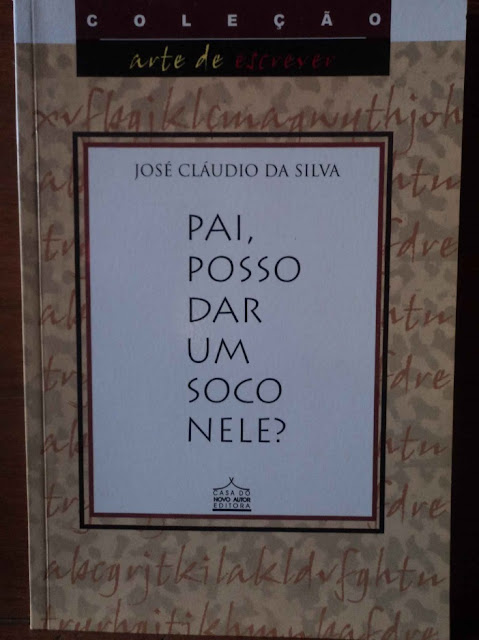 COLEÇÃO
arte de escrever
JOSÉ CLÁUDIO DA SILVA
PAI,
POSSO
DAR
UM
SOCO
NELE?
CASA DO
NOVO AUTOR
EDITORA